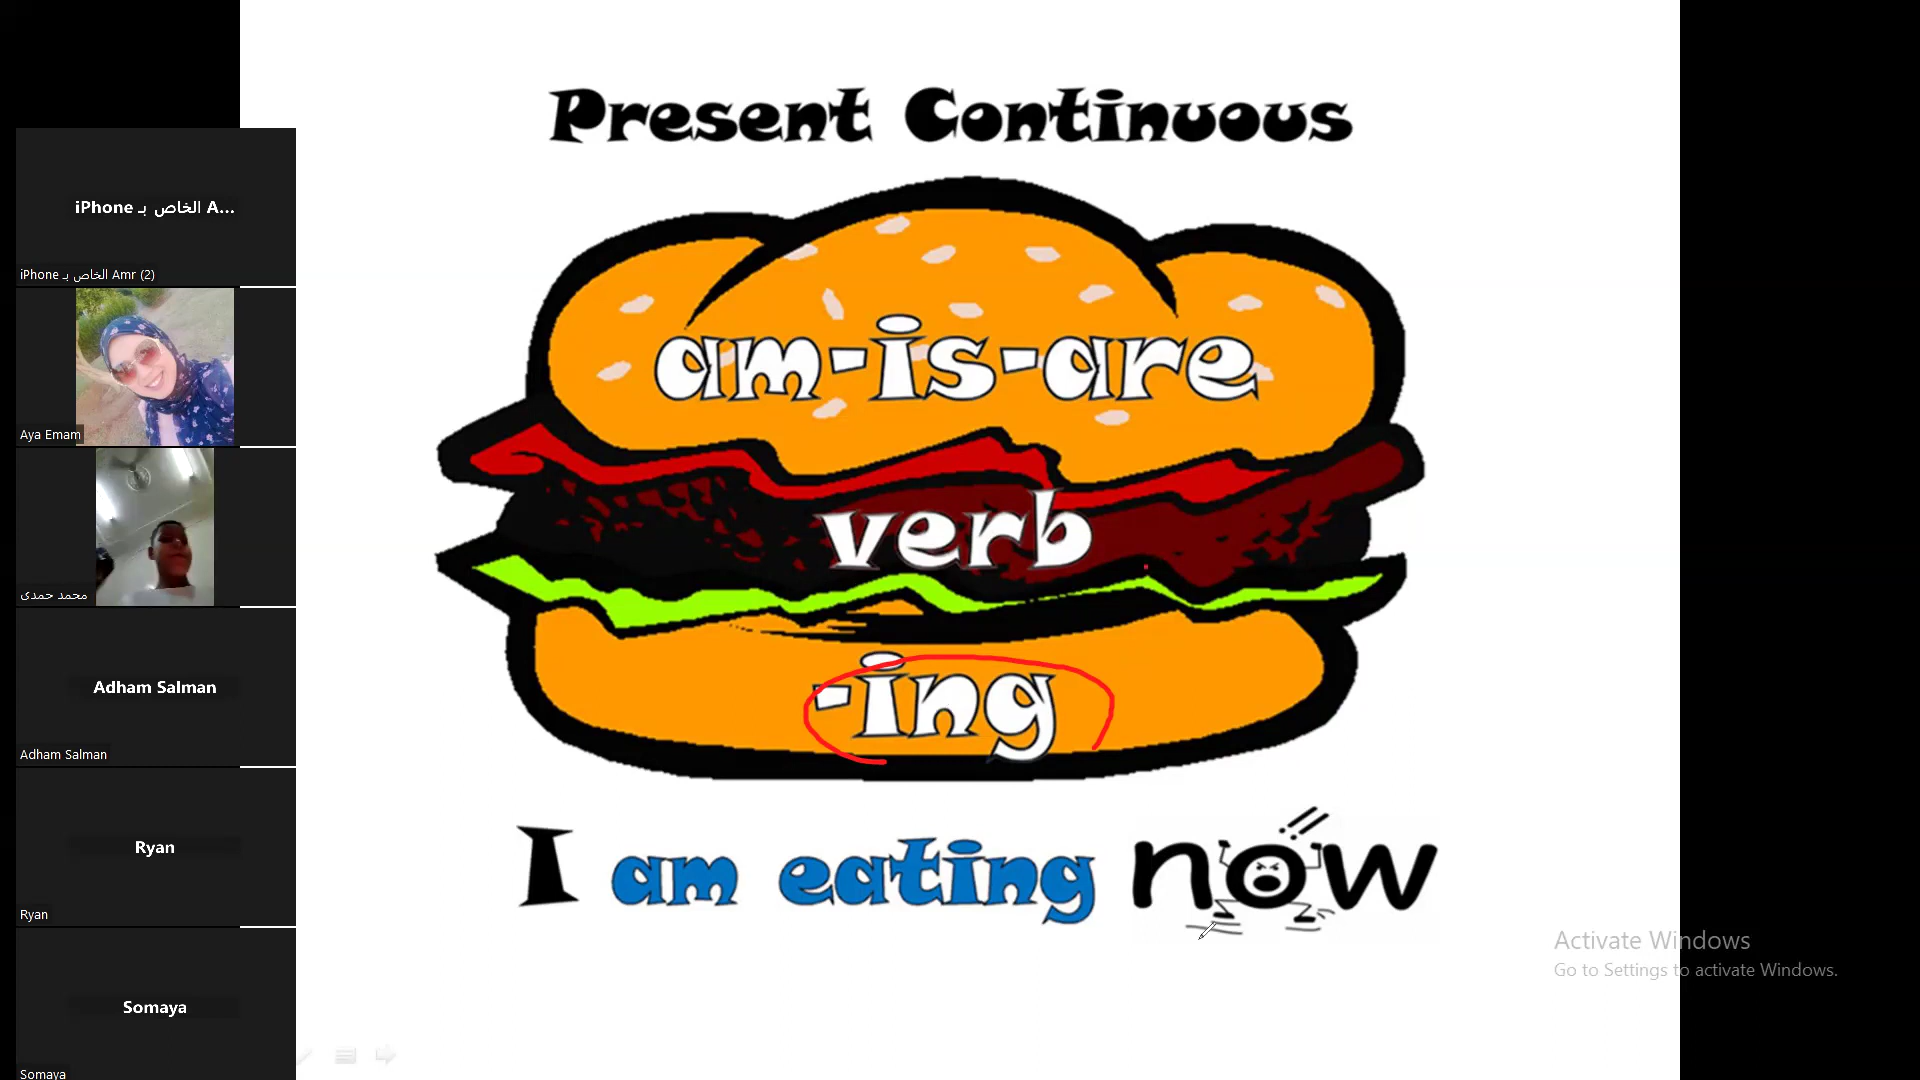 Present Continuous
iPhone الخاص بـ A...
iPhone الخاص بـ Amr (2)
am-is-are
Aya Emam
verb
محمد حمدى
-ing
Adham Salman
Adham Salman
I am eating now
Ryan
Ryan
Activate Windows
Go to Settings to activate Windows.
Somaya
Somaya